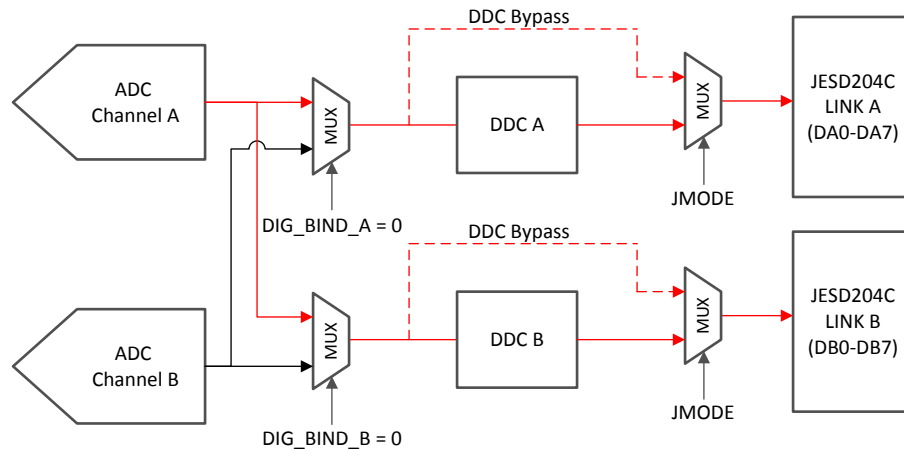 DDC Bypass
ADC
Channel A
MUX
DDC A
MUX
JESD204C
LINK A
(DA0-DA7)
DIG_BIND_A = 0
JMODE
DDC Bypass
ADC
Channel B
MUX
DDC B
MUX
JESD204C
LINK B
(DB0-DB7)
DIG_BIND_B = 0
JMODE